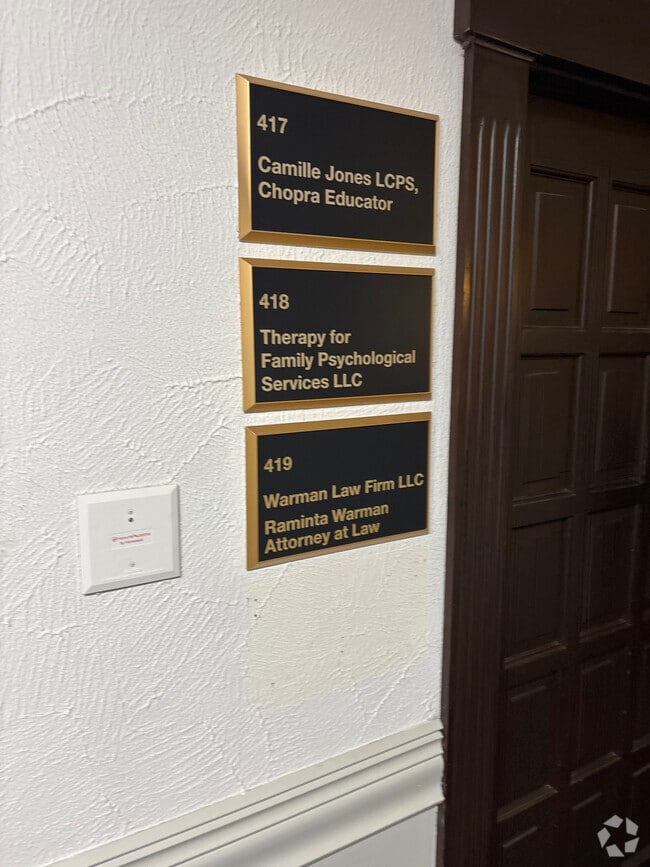 417
Camille Jones LCPS,
Chopra Educator
418
Therapy for
Family Psychological
Services LLC
419
Warman Law Firm LLC
Raminta Warman
Attorney at Law